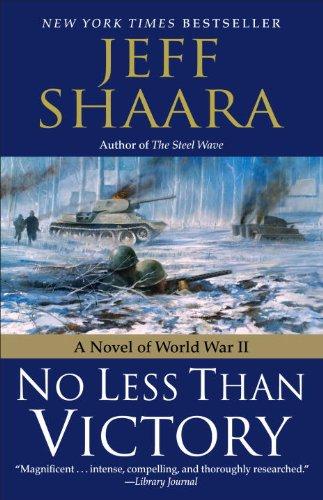 NEW YORK TIMES BESTSELLER
JEFF
SHAARA
Author of The Steel Wave
A Novel of World War II
NO LESS THAN
VICTORY
“Magnificent . . . intense, compelling, and thoroughly researched.”
—Library Journal